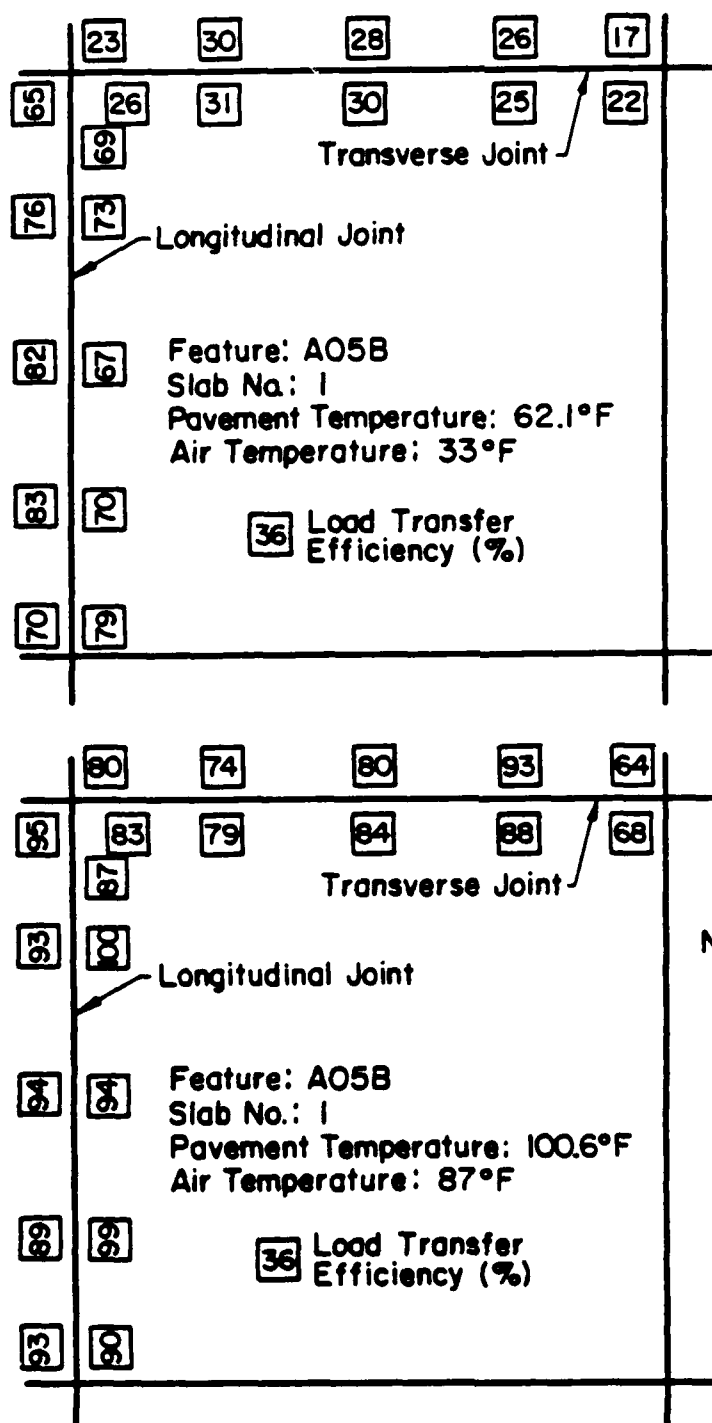 23 30 28 26 17
65 26 31 30 25 22
69
Transverse Joint
76 73
Longitudinal Joint
82 67
Feature: A05B
Slab No.: 1
Pavement Temperature: 62.1°F
Air Temperature: 33°F
83 70
36 Load Transfer
Efficiency (%)
70 79
80 74 80 93 64
95 83 79 84 88 68
87
Transverse Joint
93 100
N
Longitudinal Joint
94 94
Feature: A05B
Slab No.: 1
Pavement Temperature: 100.6°F
Air Temperature: 87°F
89 99
36 Load Transfer
Efficiency (%)
93 90